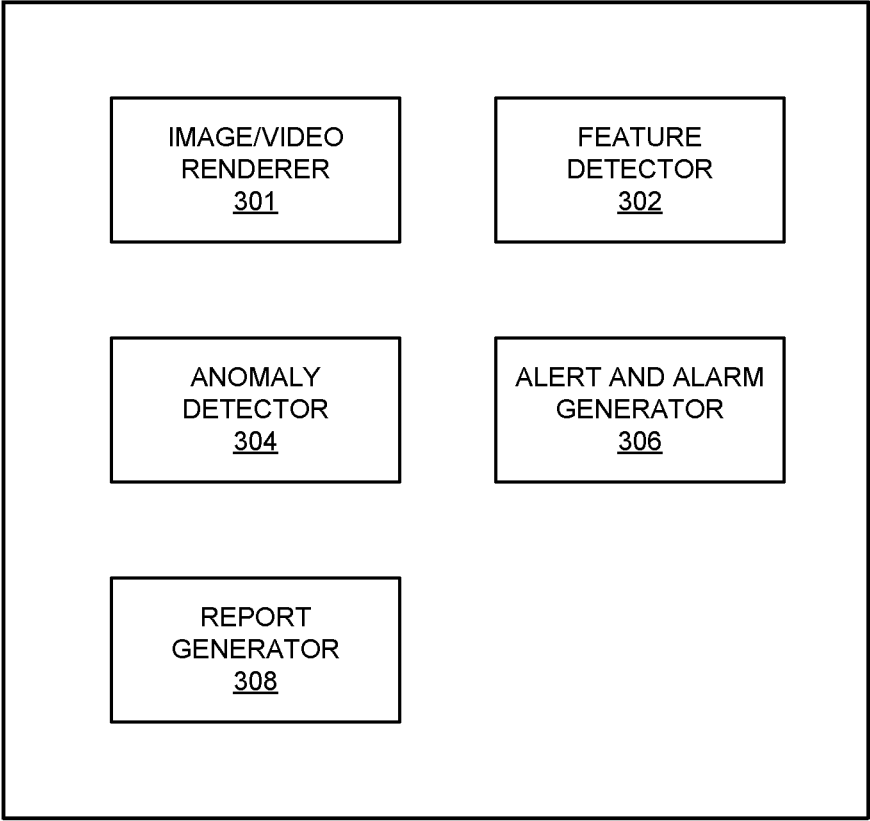 IMAGE/VIDEO
RENDERER
301
FEATURE
DETECTOR
302
ANOMALY
DETECTOR
304
ALERT AND ALARM
GENERATOR
306
REPORT
GENERATOR
308